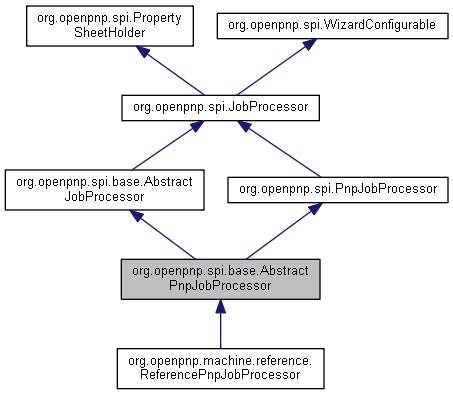 org.openpnp.spi.Property
SheetHolder
org.openpnp.spi.WizardConfigurable
org.openpnp.spi.JobProcessor
org.openpnp.spi.base.Abstract
JobProcessor
org.openpnp.spi.PnpJobProcessor
org.openpnp.spi.base.Abstract
PnpJobProcessor
org.openpnp.machine.reference.
ReferencePnpJobProcessor